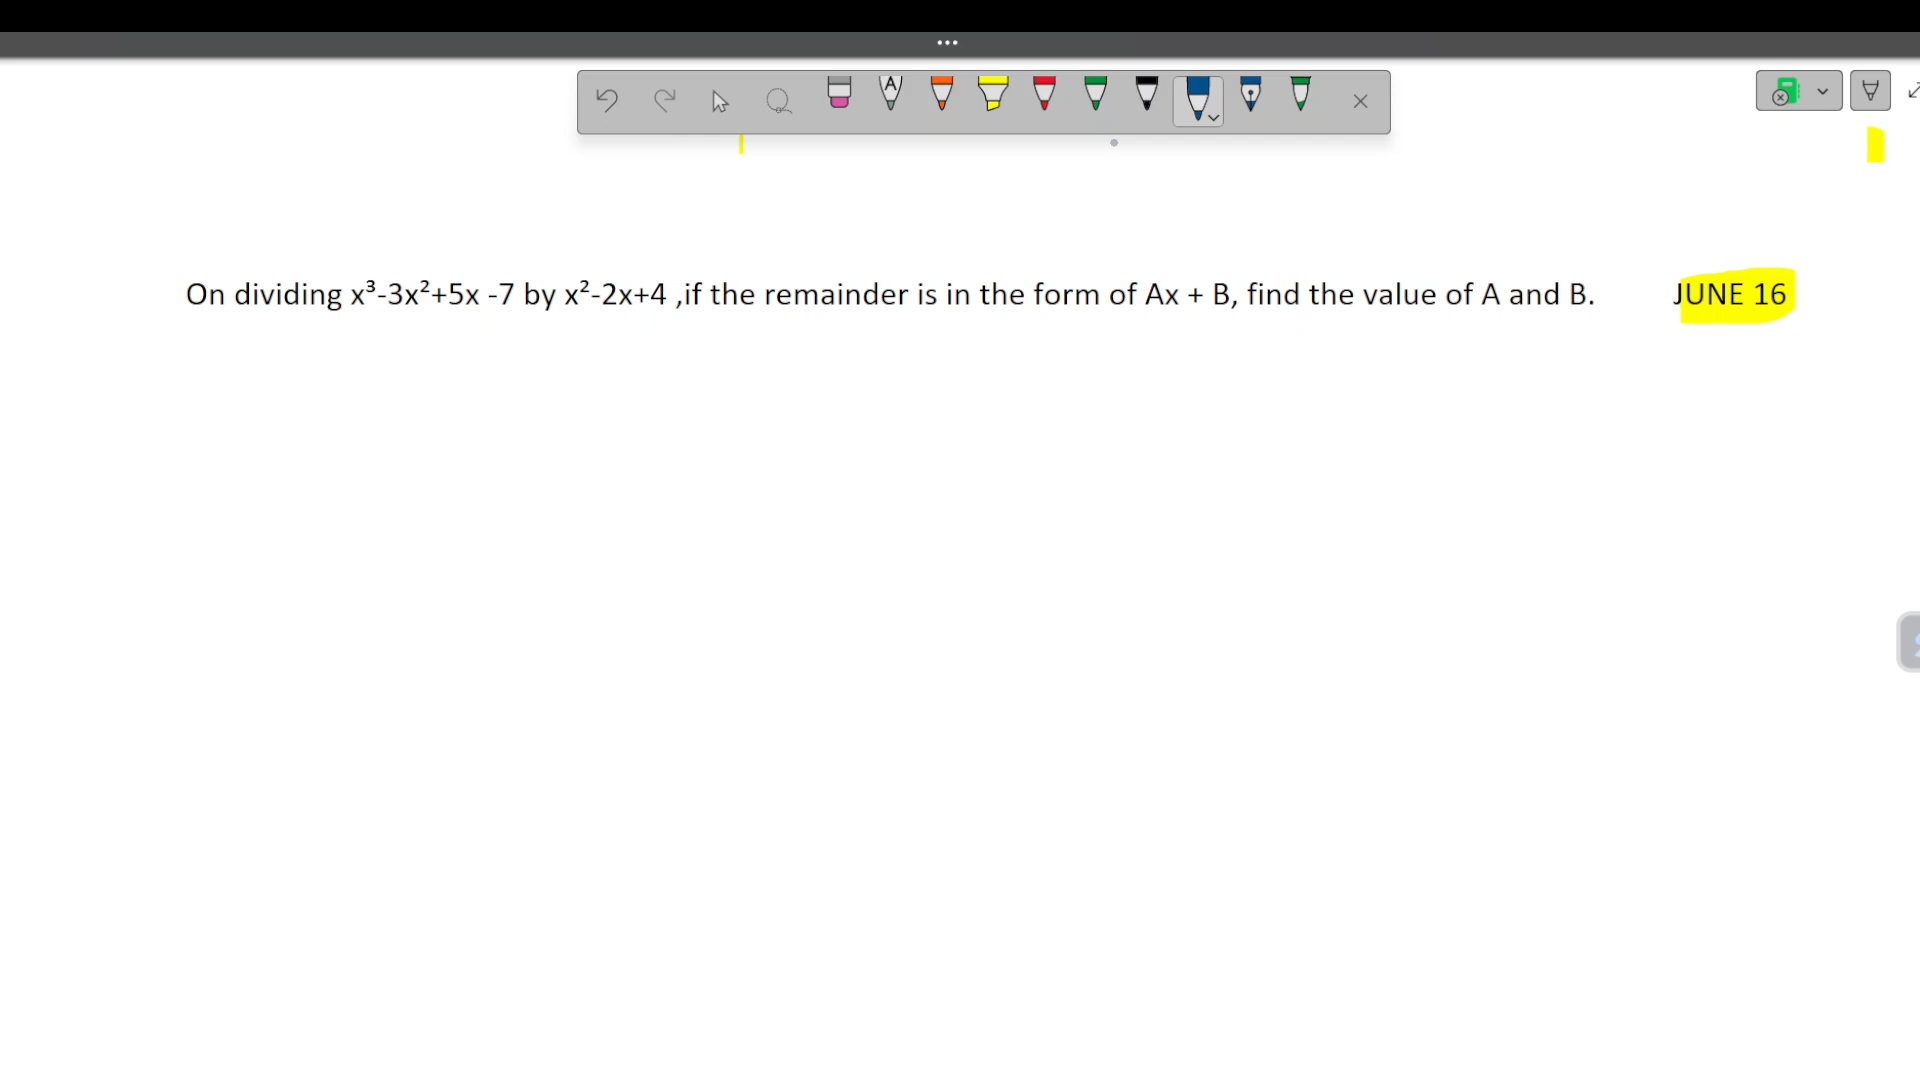 On dividing x³-3x²+5x -7 by x²-2x+4 ,if the remainder is in the form of Ax + B, find the value of A and B. JUNE 16